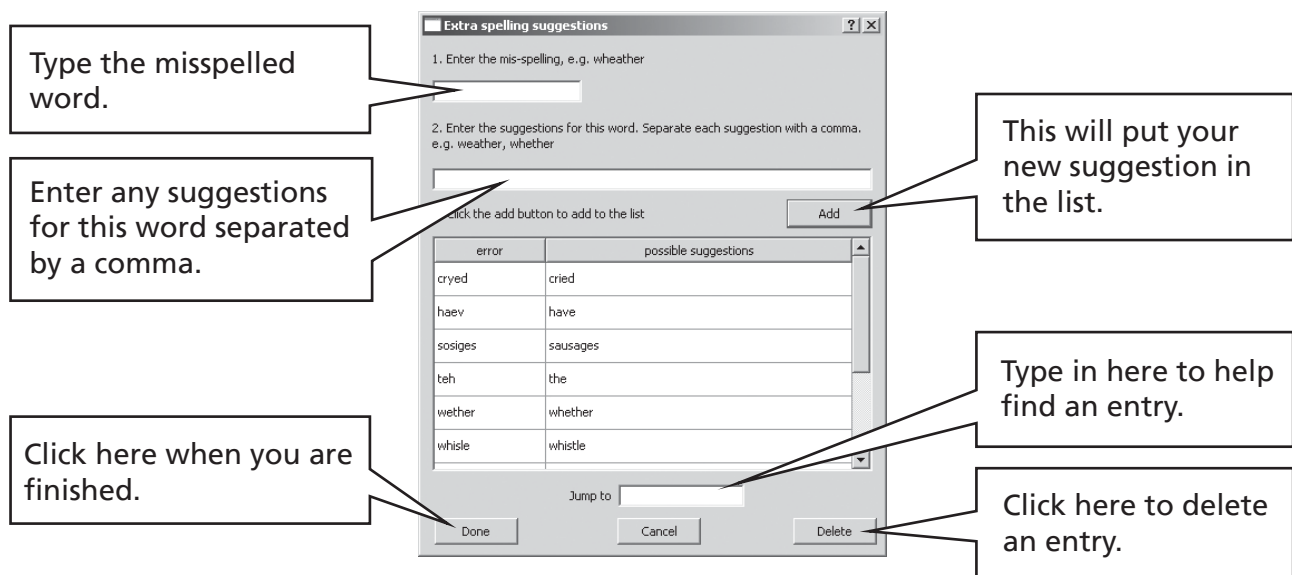 Extra spelling suggestions
? X
Type the misspelled
word.
1. Enter the mis-spelling, e.g. wheather
2. Enter the suggestions for this word. Separate each suggestion with a comma.
e.g. weather, whether
This will put your
new suggestion in
the list.
Enter any suggestions
for this word separated
by a comma.
Click the add button to add to the list
Add
error possible suggestions
cryed cried
haev have
sosiges sausages
teh the
wether whether
whisle whistle
Type in here to help
find an entry.
Click here when you are
finished.
Jump to
Click here to delete
an entry.
Done Cancel Delete